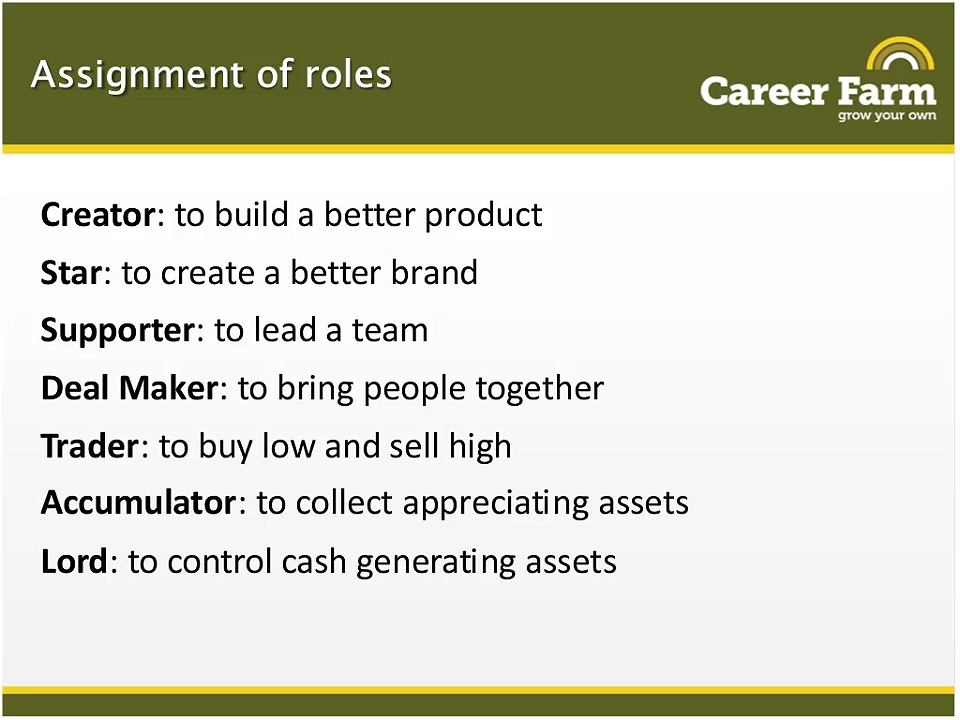 Assignment of roles
Career Farm
grow your own
Creator: to build a better product
Star: to create a better brand
Supporter: to lead a team
Deal Maker: to bring people together
Trader: to buy low and sell high
Accumulator: to collect appreciating assets
Lord: to control cash generating assets